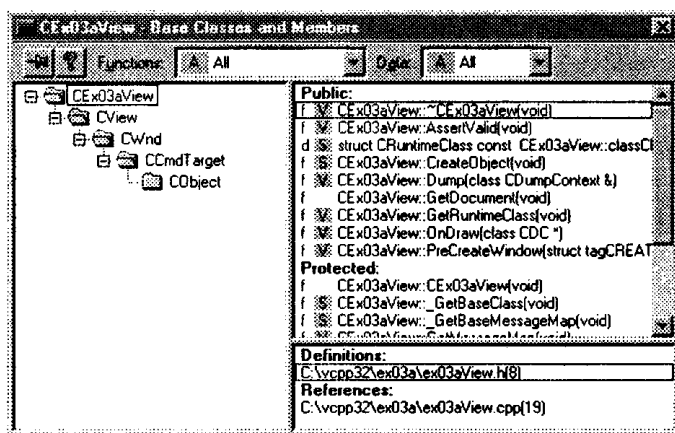 CEx03aView - Base Classes and Members
Functions: A All Data: A All
CEx03aView
CView
CWnd
CCmdTarget
CObject
Public:
f V CEx03aView::~CEx03aView(void)
f V CEx03aView::AssertValid(void)
d S struct CRuntimeClass const CEx03aView::classCl
f S CEx03aView::CreateObject(void)
f V CEx03aView::Dump(class CDumpContext &)
f CEx03aView::GetDocument(void)
f V CEx03aView::GetRuntimeClass(void)
f V CEx03aView::OnDraw(class CDC *)
f V CEx03aView::PreCreateWindow(struct tagCREAT
Protected:
f CEx03aView::CEx03aView(void)
f S CEx03aView::_GetBaseClass(void)
f S CEx03aView::_GetBaseMessageMap(void)
f V CEx03aView::GetMessageMap(void)
Definitions:
C:\vcpp32\ex03a\ex03aView.h(8)
References:
C:\vcpp32\ex03a\ex03aView.cpp(19)